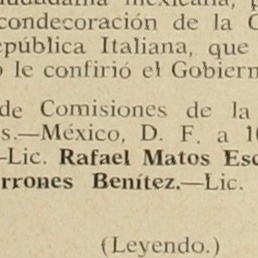 ciudadanía mexicana, p
condecoración de la O
epública Italiana, que
o le confirió el Gobiern
de Comisiones de la
s.—México, D. F. a 10
—Lic. Rafael Matos Esc
rrones Benítez.—Lic.
(Leyendo.)